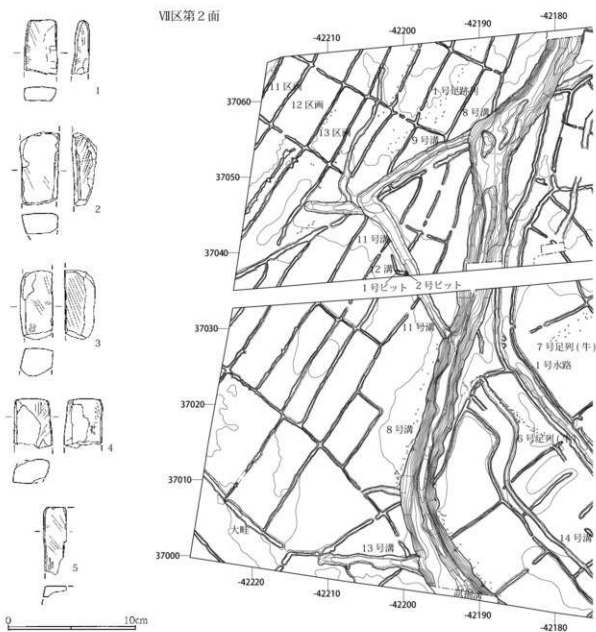 Ⅶ区第2面
-42180
-42190
-42200
-42210
37060
37050
37040
37030
37020
37010
37000
11区画
12区画
13区画
1号足跡列
8号溝
9号溝
11号溝
12溝
1号ピット
2号ピット
11号溝
7号足列(牛)
1号水路
8号溝
6号足列(牛)
大畦
13号溝
14号溝
-42220
-42210
-42200
-42190
-42180
1
2
3
4
5
0
10cm